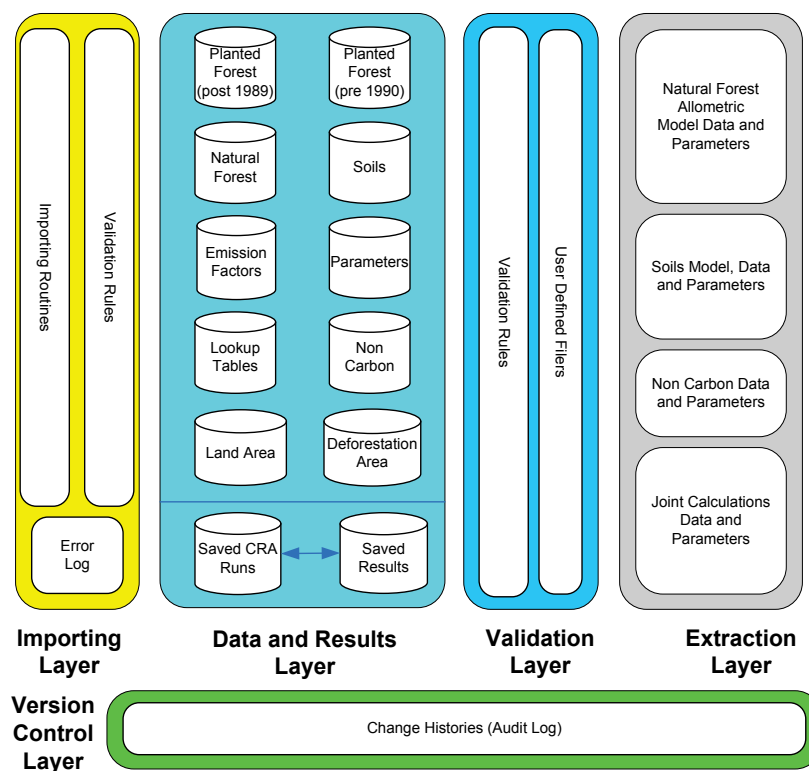 Importing Routines
Validation Rules
Error
Log
Importing
Layer
Planted
Forest
(post 1989)
Planted
Forest
(pre 1990)
Natural
Forest
Soils
Emission
Factors
Parameters
Lookup
Tables
Non
Carbon
Land Area
Deforestation
Area
Saved CRA
Runs
Saved
Results
Data and Results
Layer
Validation Rules
User Defined Filers
Validation
Layer
Natural Forest
Allometric
Model Data and
Parameters
Soils Model, Data
and Parameters
Non Carbon Data
and Parameters
Joint Calculations
Data and
Parameters
Extraction
Layer
Version
Control
Layer
Change Histories (Audit Log)